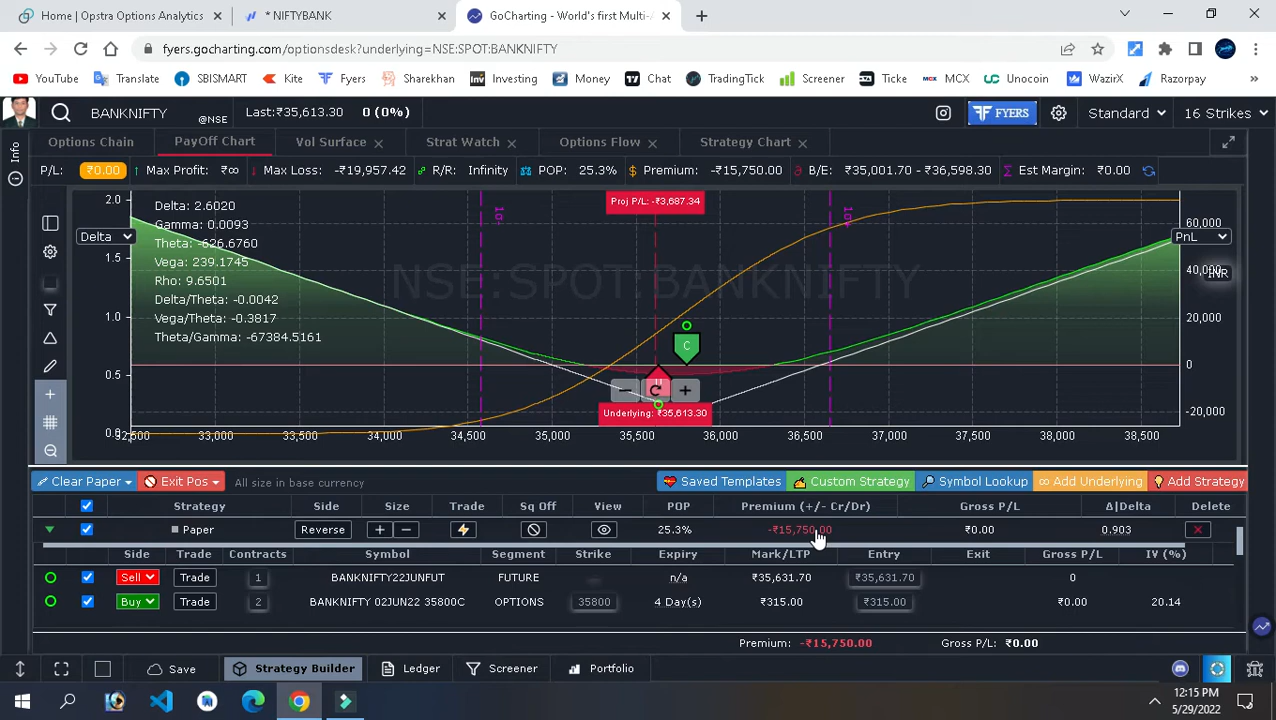 Home | Opstra Options Analytics
* NIFTYBANK
GoCharting - World's first Multi-A
fyers.gocharting.com/optionsdesk?underlying=NSE:SPOT:BANKNIFTY
YouTube Translate SBISMART Kite Fyers Sharekhan Investing Money Chat TradingTick Screener Ticke MCX Unocoin WazirX Razorpay »
BANKNIFTY @NSE Last:₹35,613.30 0 (0%) FYERS Standard 16 Strikes
Info
Options Chain PayOff Chart Vol Surface Strat Watch Options Flow Strategy Chart
P/L: ₹0.00 Max Profit: ₹∞ Max Loss: -₹19,957.42 R/R: Infinity POP: 25.3% Premium: -₹15,750.00 B/E: ₹35,001.70 - ₹36,598.30 Est Margin: ₹0.00
Proj P/L: -₹3,687.34
2.0
1.5
1.0
0.5
0.0
Delta
Delta: 2.6020
Gamma: 0.0093
Theta: -626.6760
Vega: 239.1745
Rho: 9.6501
Delta/Theta: -0.0042
Vega/Theta: -0.3817
Theta/Gamma: -67384.5161
NSE:SPOT:BANKNIFTY
C
Underlying: ₹35,613.30
PnL
INR
60,000
40,000
20,000
0
-20,000
32,500 33,000 33,500 34,000 34,500 35,000 35,500 36,000 36,500 37,000 37,500 38,000 38,500
Clear Paper Exit Pos All size in base currency Saved Templates Custom Strategy Symbol Lookup Add Underlying Add Strategy
Strategy Side Size Trade Sq Off View POP Premium (+/- Cr/Dr) Gross P/L Δ|Delta Delete
Paper Reverse + − 25.3% -₹15,750.00 ₹0.00 0.903
Side Trade Contracts Symbol Segment Strike Expiry Mark/LTP Entry Exit Gross P/L IV (%)
Sell Trade 1 BANKNIFTY22JUNFUT FUTURE n/a ₹35,631.70 ₹35,631.70 0
Buy Trade 2 BANKNIFTY 02JUN22 35800C OPTIONS 35800 4 Day(s) ₹315.00 ₹315.00 ₹0.00 20.14
Premium: -₹15,750.00 Gross P/L: ₹0.00
Save Strategy Builder Ledger Screener Portfolio
12:15 PM
5/29/2022